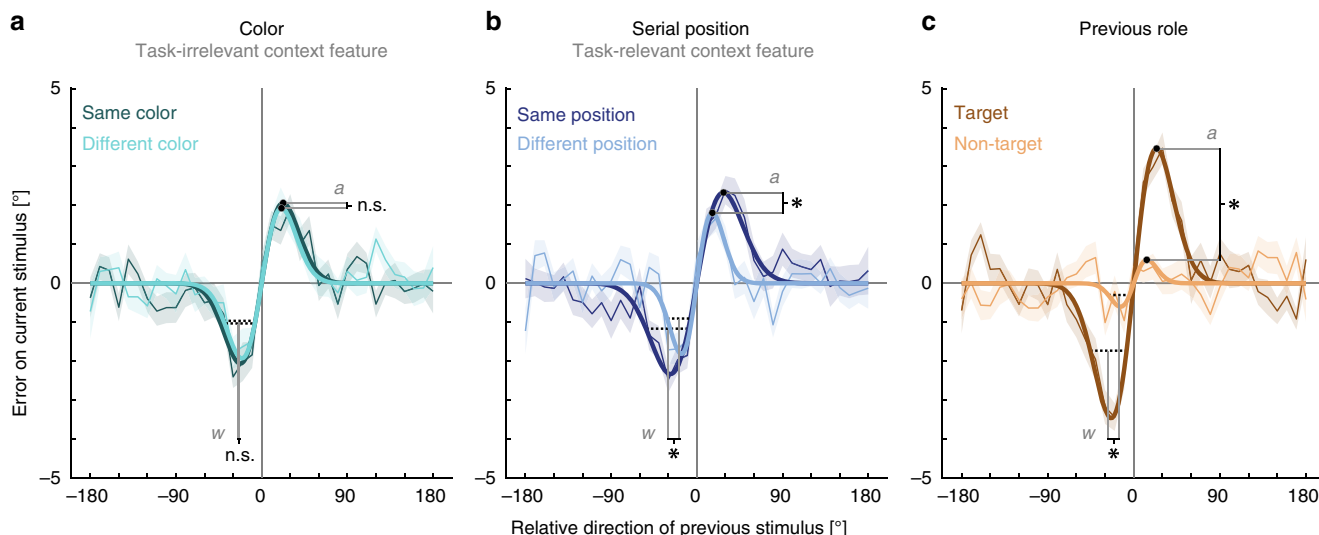 a
Color
Task-irrelevant context feature
5
Same color
Different color
a
n.s.
0
Error on current stimulus [°]
w
n.s.
−5
−180
−90
0
90
180
b
Serial position
Task-relevant context feature
5
Same position
Different position
a
*
0
w
*
−5
−180
−90
0
90
180
Relative direction of previous stimulus [°]
c
Previous role
5
Target
Non-target
a
*
0
w
*
−5
−180
−90
0
90
180